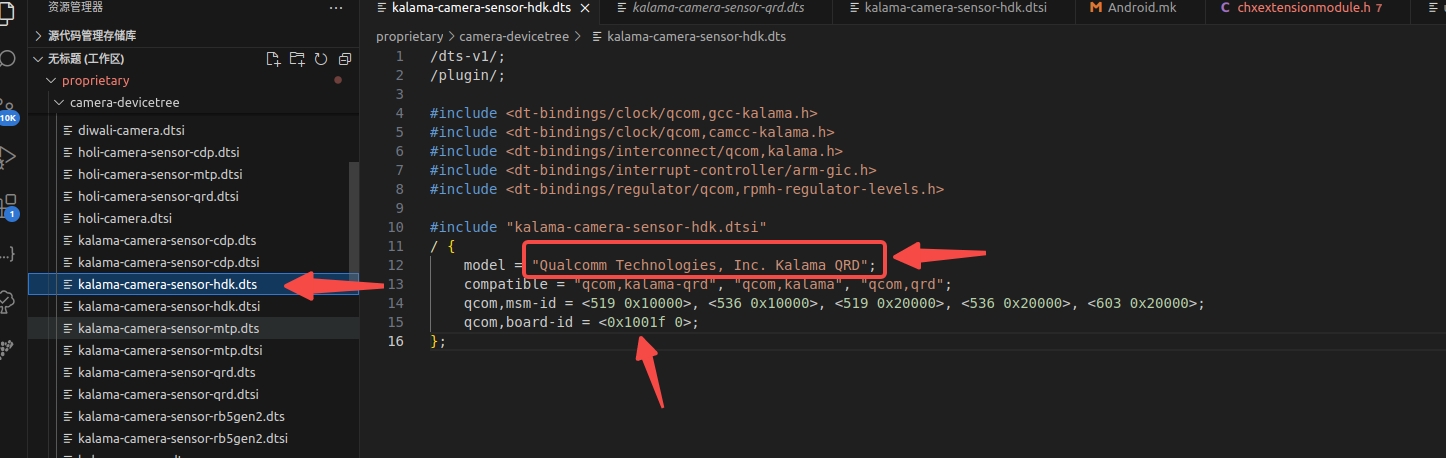 资源管理器
源代码管理存储库
无标题 (工作区)
proprietary
camera-devicetree
diwali-camera.dtsi
holi-camera-sensor-cdp.dtsi
holi-camera-sensor-mtp.dtsi
holi-camera-sensor-qrd.dtsi
holi-camera.dtsi
kalama-camera-sensor-cdp.dts
kalama-camera-sensor-cdp.dtsi
kalama-camera-sensor-hdk.dts
kalama-camera-sensor-hdk.dtsi
kalama-camera-sensor-mtp.dts
kalama-camera-sensor-mtp.dtsi
kalama-camera-sensor-qrd.dts
kalama-camera-sensor-qrd.dtsi
kalama-camera-sensor-rb5gen2.dts
kalama-camera-sensor-rb5gen2.dtsi
10K
1
kalama-camera-sensor-hdk.dts
kalama-camera-sensor-qrd.dts
kalama-camera-sensor-hdk.dtsi
Android.mk
C chxextensionmodule.h 7
proprietary > camera-devicetree > kalama-camera-sensor-hdk.dts
1 /dts-v1/;
2 /plugin/;
3
4 #include <dt-bindings/clock/qcom,gcc-kalama.h>
5 #include <dt-bindings/clock/qcom,camcc-kalama.h>
6 #include <dt-bindings/interconnect/qcom,kalama.h>
7 #include <dt-bindings/interrupt-controller/arm-gic.h>
8 #include <dt-bindings/regulator/qcom,rpmh-regulator-levels.h>
9
10 #include "kalama-camera-sensor-hdk.dtsi"
11 / {
12 model = "Qualcomm Technologies, Inc. Kalama QRD";
13 compatible = "qcom,kalama-qrd", "qcom,kalama", "qcom,qrd";
14 qcom,msm-id = <519 0x10000>, <536 0x10000>, <519 0x20000>, <536 0x20000>, <603 0x20000>;
15 qcom,board-id = <0x1001f 0>;
16 };